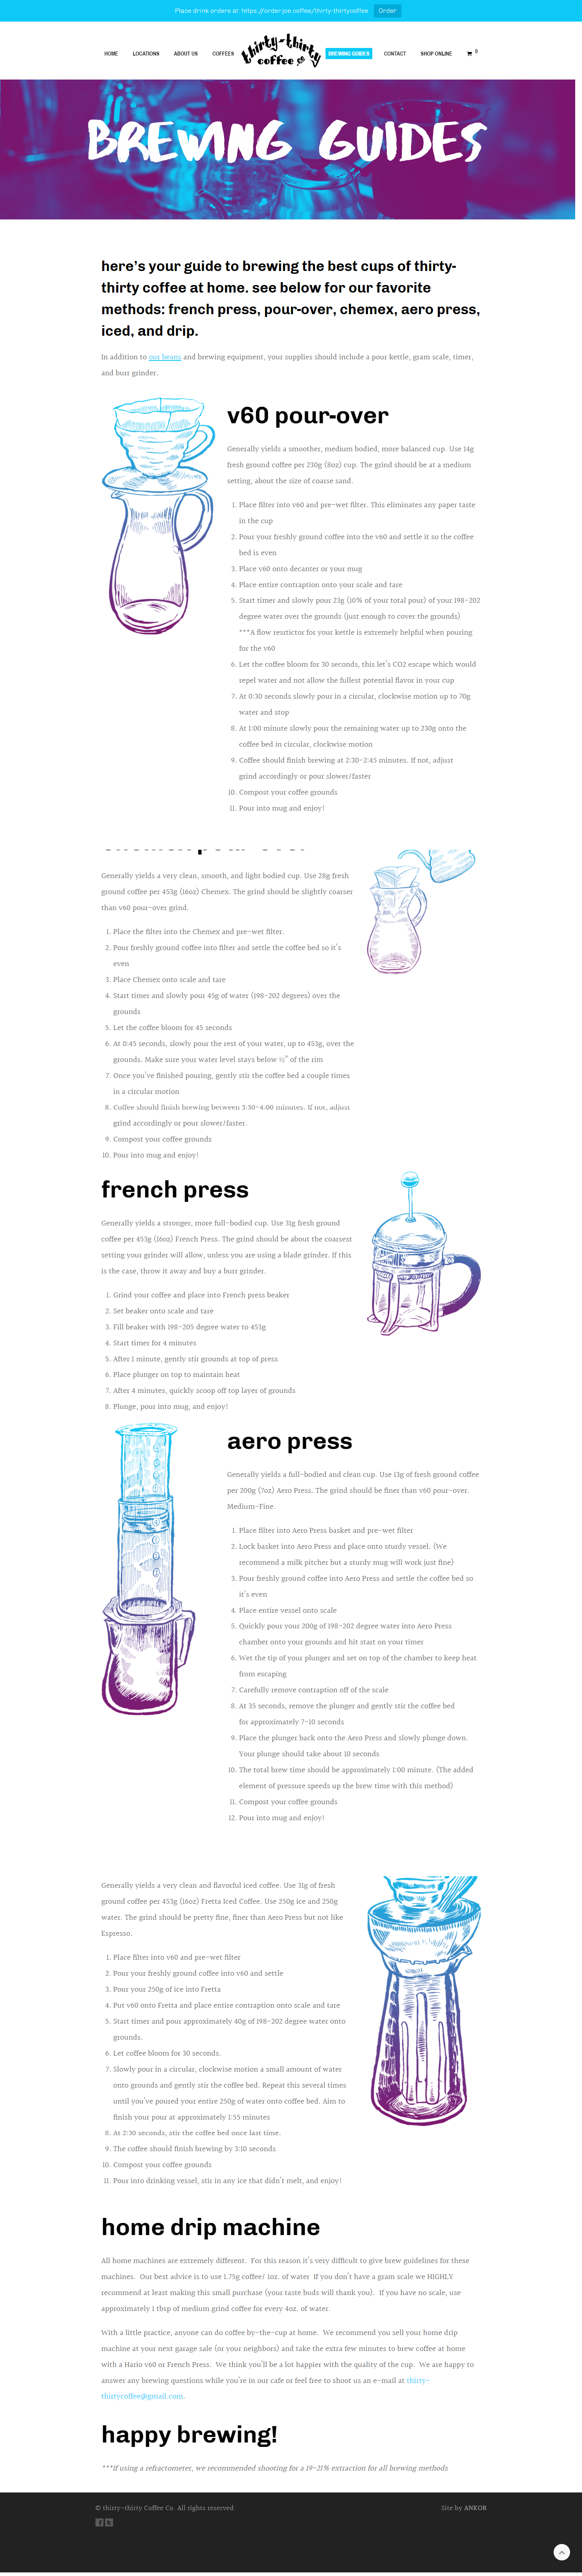 Place drink orders at: https://order.joe.coffee/thirty-thirtycoffee Order
HOME LOCATIONS ABOUT US COFFEES thirty-thirty coffee co BREWING GUIDES CONTACT SHOP ONLINE 0
BREWING GUIDES
here's your guide to brewing the best cups of thirty-
thirty coffee at home. see below for our favorite
methods: french press, pour-over, chemex, aero press,
iced, and drip.
In addition to our beans and brewing equipment, your supplies should include a pour kettle, gram scale, timer,
and burr grinder.
v60 pour-over
Generally yields a smoother, medium bodied, more balanced cup. Use 14g
fresh ground coffee per 230g (8oz) cup. The grind should be at a medium
setting, about the size of coarse sand.
1. Place filter into v60 and pre-wet filter. This eliminates any paper taste
in the cup
2. Pour your freshly ground coffee into the v60 and settle it so the coffee
bed is even
3. Place v60 onto decanter or your mug
4. Place entire contraption onto your scale and tare
5. Start timer and slowly pour 23g (10% of your total pour) of your 198-202
degree water over the grounds (just enough to cover the grounds)
***A flow resrtictor for your kettle is extremely helpful when pouring
for the v60
6. Let the coffee bloom for 30 seconds, this let's CO2 escape which would
repel water and not allow the fullest potential flavor in your cup
7. At 0:30 seconds slowly pour in a circular, clockwise motion up to 70g
water and stop
8. At 1:00 minute slowly pour the remaining water up to 230g onto the
coffee bed in circular, clockwise motion
9. Coffee should finish brewing at 2:30-2:45 minutes. If not, adjust
grind accordingly or pour slower/faster
10. Compost your coffee grounds
11. Pour into mug and enjoy!
Generally yields a very clean, smooth, and light bodied cup. Use 28g fresh
ground coffee per 453g (16oz) Chemex. The grind should be slightly coarser
than v60 pour-over grind.
1. Place the filter into the Chemex and pre-wet filter.
2. Pour freshly ground coffee into filter and settle the coffee bed so it's
even
3. Place Chemex onto scale and tare
4. Start timer and slowly pour 45g of water (198-202 degrees) over the
grounds
5. Let the coffee bloom for 45 seconds
6. At 0:45 seconds, slowly pour the rest of your water, up to 453g, over the
grounds. Make sure your water level stays below ½" of the rim
7. Once you've finished pouring, gently stir the coffee bed a couple times
in a circular motion
8. Coffee should finish brewing between 3:30-4:00 minutes. If not, adjust
grind accordingly or pour slower/faster.
9. Compost your coffee grounds
10. Pour into mug and enjoy!
french press
Generally yields a stronger, more full-bodied cup. Use 31g fresh ground
coffee per 453g (16oz) French Press. The grind should be about the coarsest
setting your grinder will allow, unless you are using a blade grinder. If this
is the case, throw it away and buy a burr grinder.
1. Grind your coffee and place into French press beaker
2. Set beaker onto scale and tare
3. Fill beaker with 198-205 degree water to 453g
4. Start timer for 4 minutes
5. After 1 minute, gently stir grounds at top of press
6. Place plunger on top to maintain heat
7. After 4 minutes, quickly scoop off top layer of grounds
8. Plunge, pour into mug, and enjoy!
aero press
Generally yields a full-bodied and clean cup. Use 13g of fresh ground coffee
per 200g (7oz) Aero Press. The grind should be finer than v60 pour-over.
Medium-Fine.
1. Place filter into Aero Press basket and pre-wet filter
2. Lock basket into Aero Press and place onto sturdy vessel. (We
recommend a milk pitcher but a sturdy mug will work just fine)
3. Pour freshly ground coffee into Aero Press and settle the coffee bed so
it's even
4. Place entire vessel onto scale
5. Quickly pour your 200g of 198-202 degree water into Aero Press
chamber onto your grounds and hit start on your timer
6. Wet the tip of your plunger and set on top of the chamber to keep heat
from escaping
7. Carefully remove contraption off of the scale
8. At 35 seconds, remove the plunger and gently stir the coffee bed
for approximately 7-10 seconds
9. Place the plunger back onto the Aero Press and slowly plunge down.
Your plunge should take about 10 seconds
10. The total brew time should be approximately 1:00 minute. (The added
element of pressure speeds up the brew time with this method)
11. Compost your coffee grounds
12. Pour into mug and enjoy!
Generally yields a very clean and flavorful iced coffee. Use 31g of fresh
ground coffee per 453g (16oz) Fretta Iced Coffee. Use 250g ice and 250g
water. The grind should be pretty fine, finer than Aero Press but not like
Espresso.
1. Place filter into v60 and pre-wet filter
2. Pour your freshly ground coffee into v60 and settle
3. Pour your 250g of ice into Fretta
4. Put v60 onto Fretta and place entire contraption onto scale and tare
5. Start timer and pour approximately 40g of 198-202 degree water onto
grounds.
6. Let coffee bloom for 30 seconds.
7. Slowly pour in a circular, clockwise motion a small amount of water
onto grounds and gently stir the coffee bed. Repeat this several times
until you've poured your entire 250g of water onto coffee bed. Aim to
finish your pour at approximately 1:55 minutes
8. At 2:30 seconds, stir the coffee bed once last time.
9. The coffee should finish brewing by 3:10 seconds
10. Compost your coffee grounds
11. Pour into drinking vessel, stir in any ice that didn't melt, and enjoy!
home drip machine
All home machines are extremely different. For this reason it's very difficult to give brew guidelines for these
machines. Our best advice is to use 1.75g coffee/ 1oz. of water If you don't have a gram scale we HIGHLY
recommend at least making this small purchase (your taste buds will thank you). If you have no scale, use
approximately 1 tbsp of medium grind coffee for every 4oz. of water.
With a little practice, anyone can do coffee by-the-cup at home. We recommend you sell your home drip
machine at your next garage sale (or your neighbors) and take the extra few minutes to brew coffee at home
with a Hario v60 or French Press. We think you'll be a lot happier with the quality of the cup. We are happy to
answer any brewing questions while you're in our cafe or feel free to shoot us an e-mail at thirty-
thirtycoffee@gmail.com.
happy brewing!
***If using a refractometer, we recommended shooting for a 19-21% extraction for all brewing methods
© thirty-thirty Coffee Co. All rights reserved. Site by ANKOR